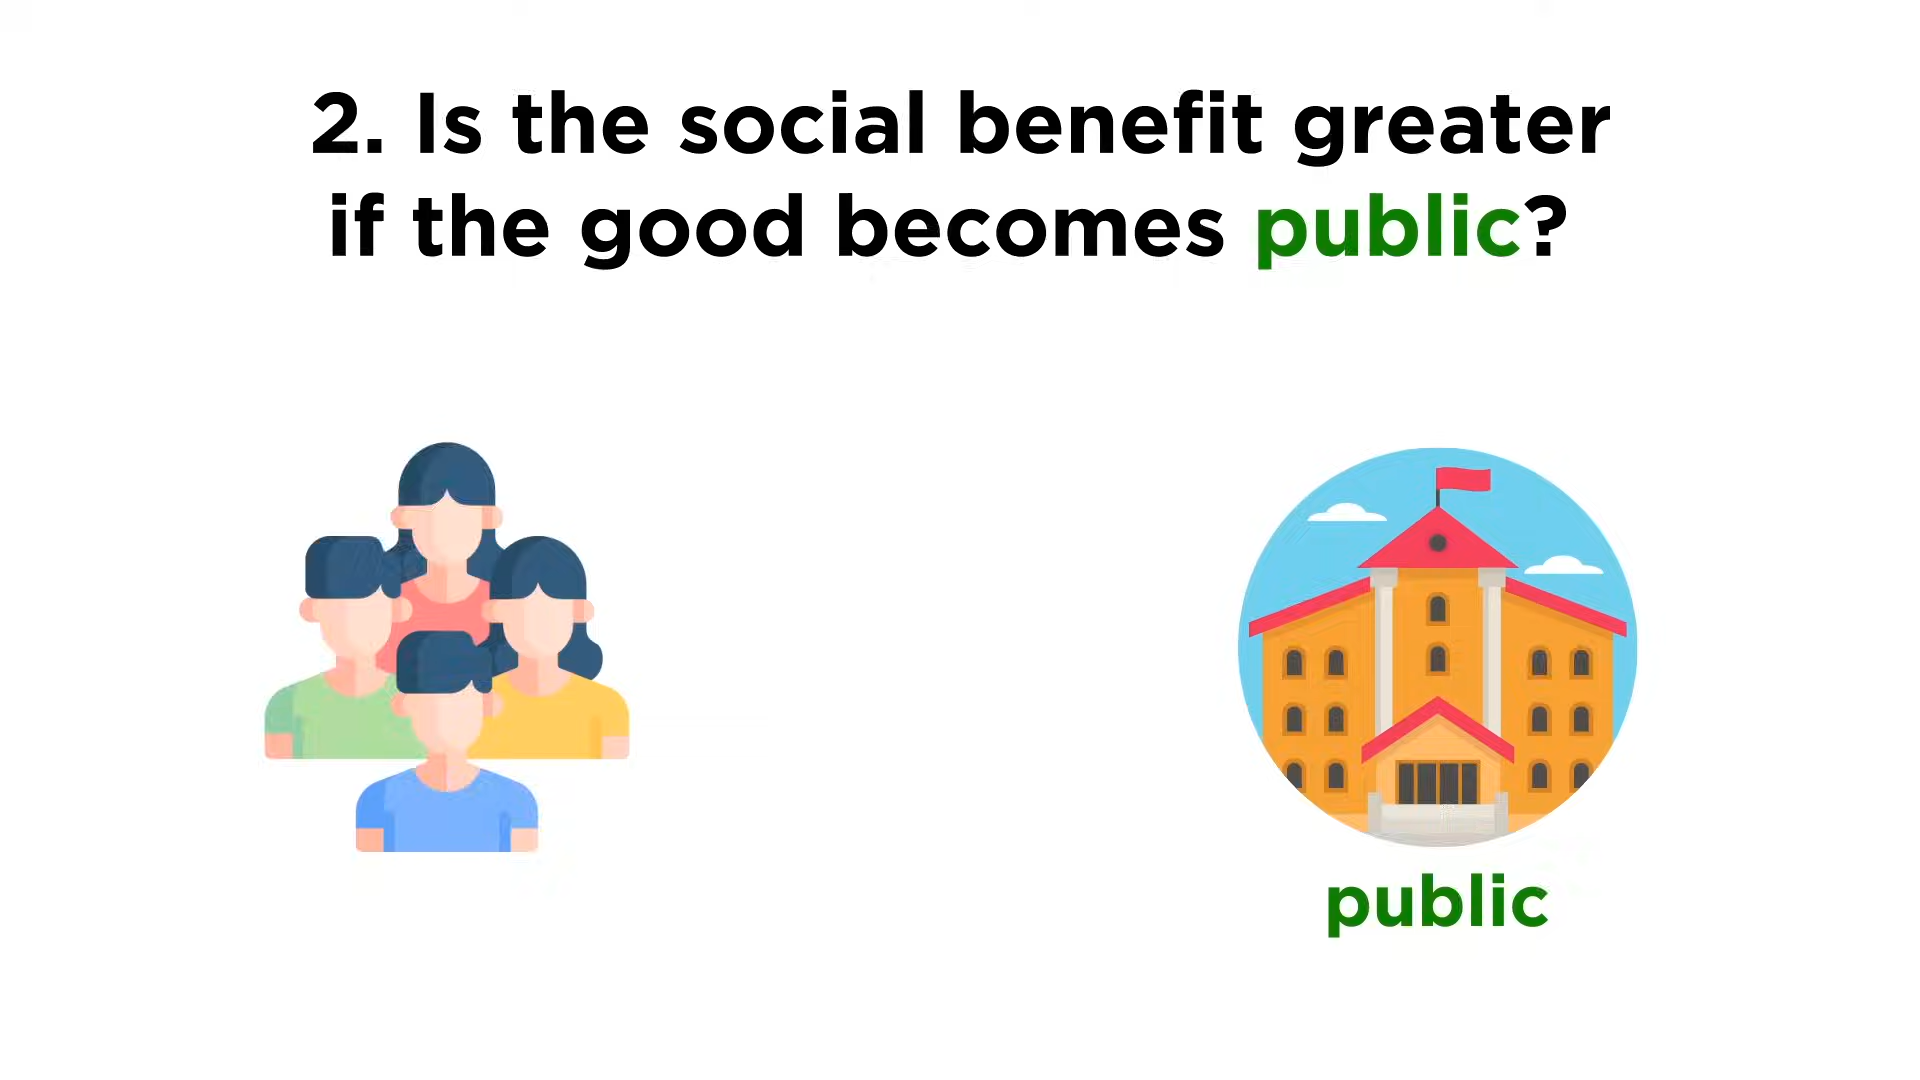 2. Is the social benefit greater
if the good becomes public?
public